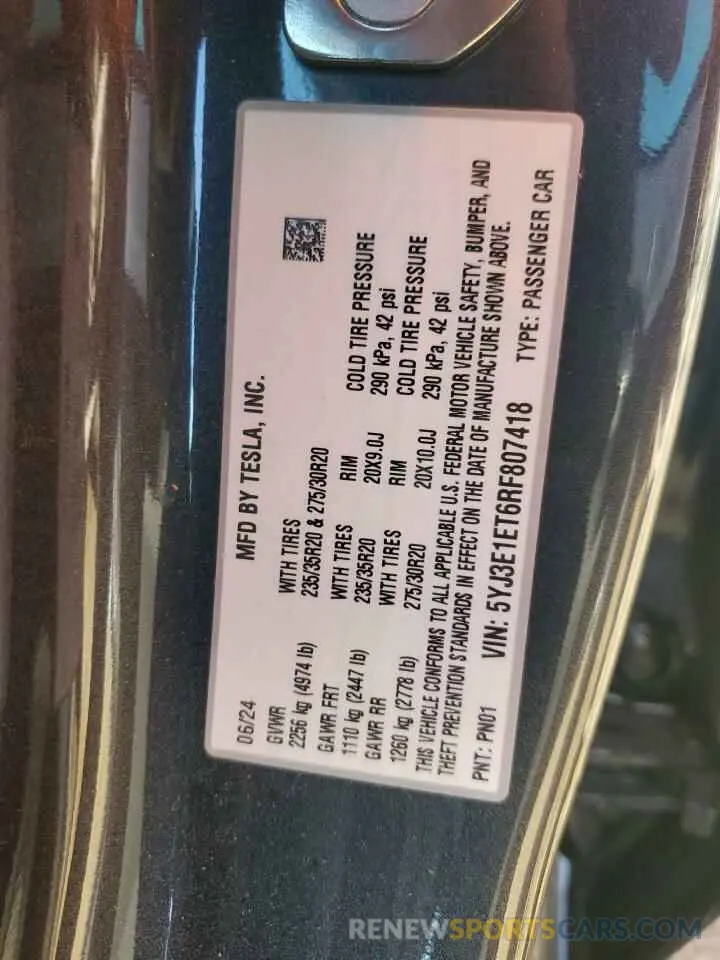 MFD BY TESLA, INC.
06/24
GVWR WITH TIRES
2256 kg (4974 lb) 235/35R20 & 275/30R20
GAWR FRT WITH TIRES RIM COLD TIRE PRESSURE
1110 kg (2447 lb) 235/35R20 20X9.0J 290 kPa, 42 psi
GAWR RR WITH TIRES RIM COLD TIRE PRESSURE
1260 kg (2778 lb) 275/30R20 20X10.0J 290 kPa, 42 psi
THIS VEHICLE CONFORMS TO ALL APPLICABLE U.S. FEDERAL MOTOR VEHICLE SAFETY, BUMPER, AND
THEFT PREVENTION STANDARDS IN EFFECT ON THE DATE OF MANUFACTURE SHOWN ABOVE.
PNT: PN01 VIN: 5YJ3E1ET6RF807418 TYPE: PASSENGER CAR
RENEWSPORTSCARS.COM